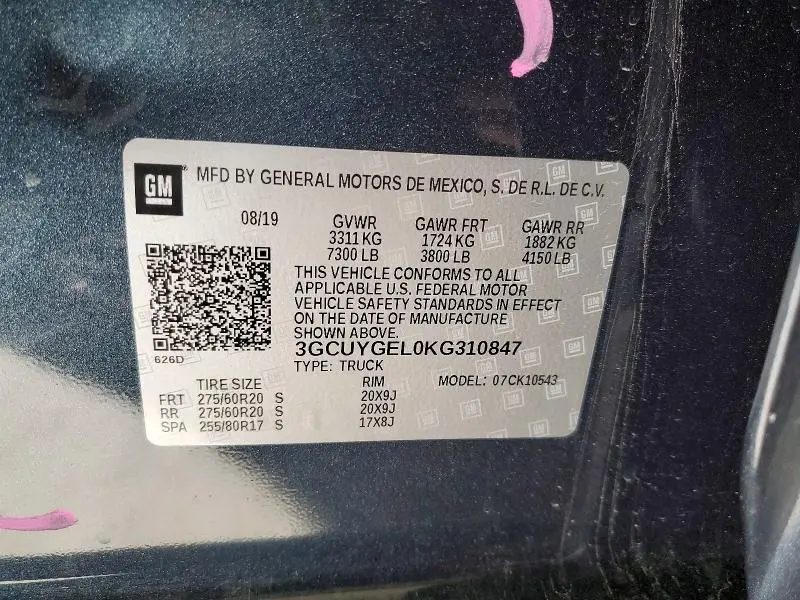 GM MFD BY GENERAL MOTORS DE MEXICO, S. DE R.L. DE C.V.
08/19 GVWR GAWR FRT GAWR RR
3311 KG 1724 KG 1882 KG
7300 LB 3800 LB 4150 LB
THIS VEHICLE CONFORMS TO ALL
APPLICABLE U.S. FEDERAL MOTOR
VEHICLE SAFETY STANDARDS IN EFFECT
ON THE DATE OF MANUFACTURE
SHOWN ABOVE.
626D
3GCUYGEL0KG310847
TYPE: TRUCK MODEL: 07CK10543
TIRE SIZE RIM
FRT 275/60R20 S 20X9J
RR 275/60R20 S 20X9J
SPA 255/80R17 S 17X8J